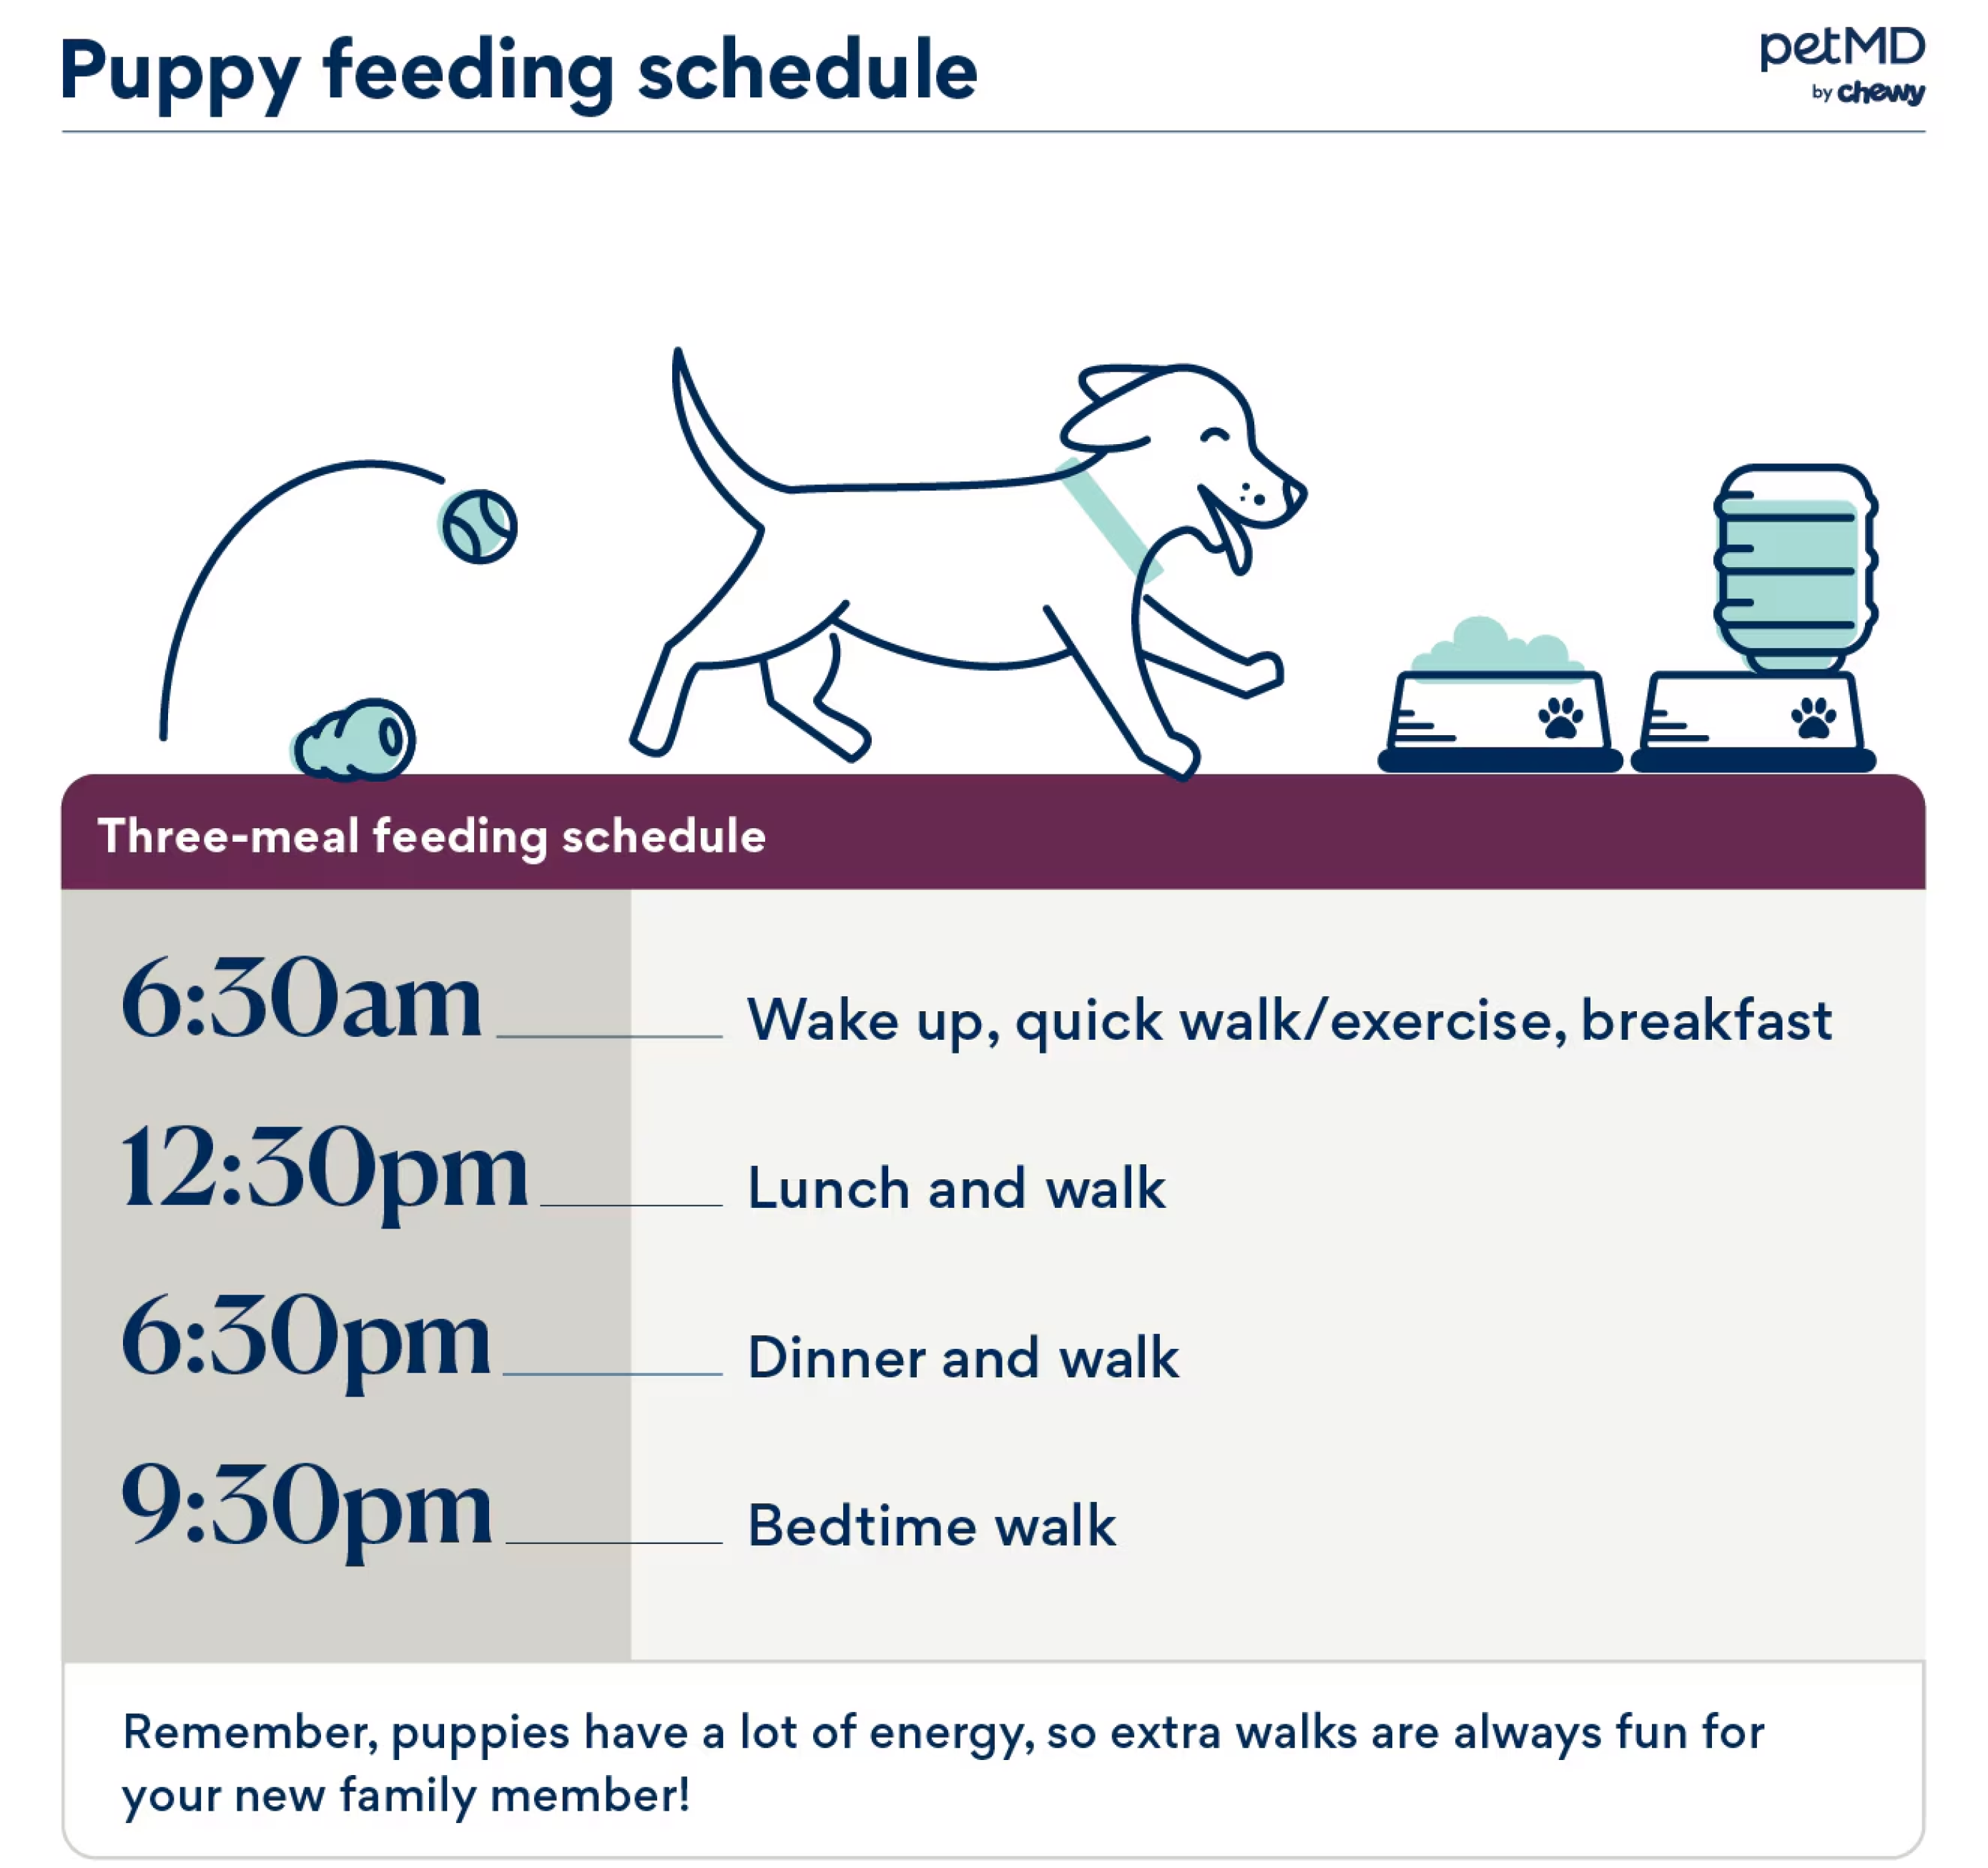 Puppy feeding schedule
petMD
by chewy
Three-meal feeding schedule
6:30am Wake up, quick walk/exercise, breakfast
12:30pm Lunch and walk
6:30pm Dinner and walk
9:30pm Bedtime walk
Remember, puppies have a lot of energy, so extra walks are always fun for
your new family member!